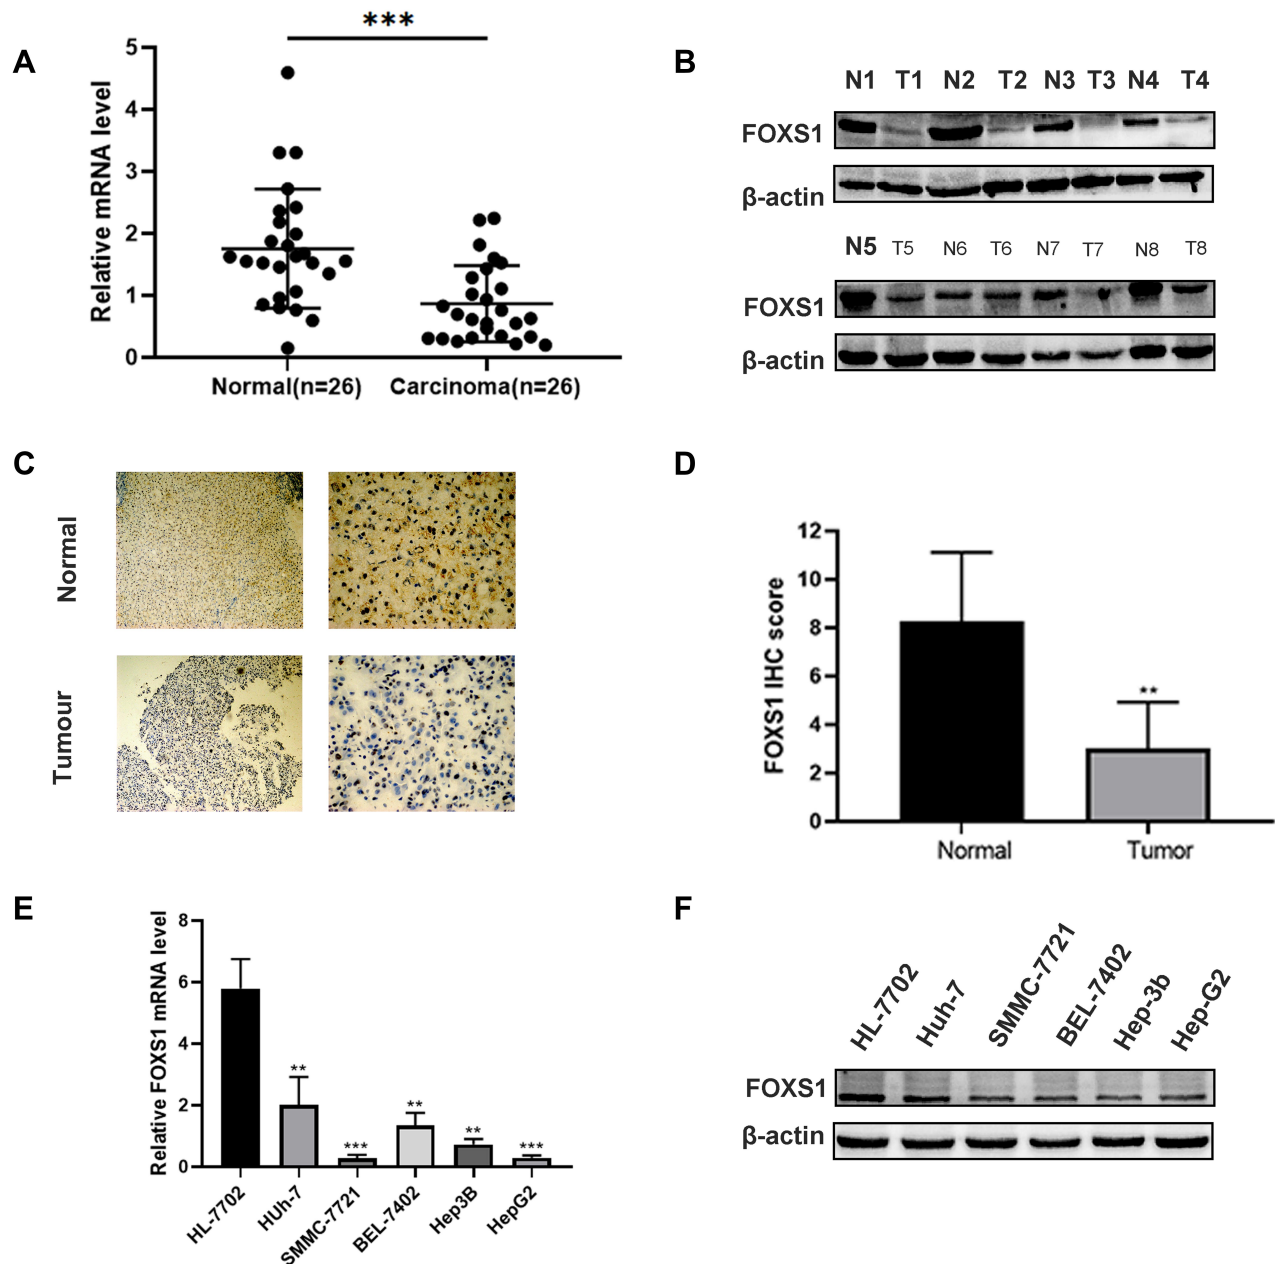 A
***
Relative mRNA level
5
4
3
2
1
0
Normal(n=26)
Carcinoma(n=26)
B
N1 T1 N2 T2 N3 T3 N4 T4
FOXS1
β-actin
N5 T5 N6 T6 N7 T7 N8 T8
FOXS1
β-actin
C
Normal
Tumour
D
FOXS1 IHC score
12
10
8
6
4
2
0
**
Normal
Tumor
E
Relative FOXS1 mRNA level
8
6
4
2
0
**
***
**
**
***
HL-7702
HUh-7
SMMC-7721
BEL-7402
Hep3B
HepG2
F
HL-7702
Huh-7
SMMC-7721
BEL-7402
Hep-3b
Hep-G2
FOXS1
β-actin